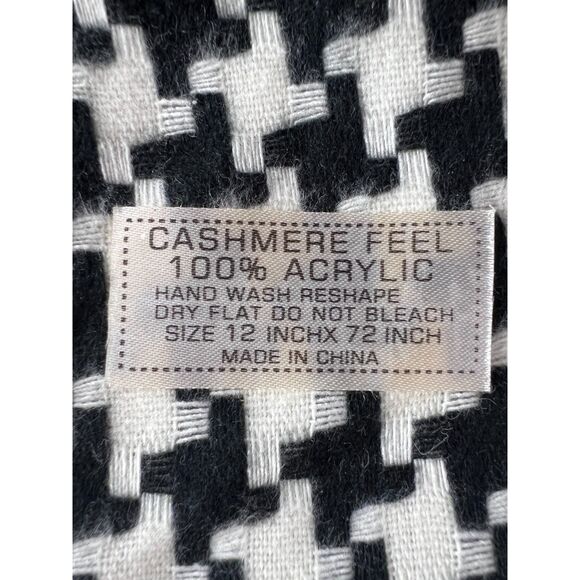 CASHMERE FEEL
100% ACRYLIC
HAND WASH RESHAPE
DRY FLAT DO NOT BLEACH
SIZE 12 INCHX 72 INCH
MADE IN CHINA